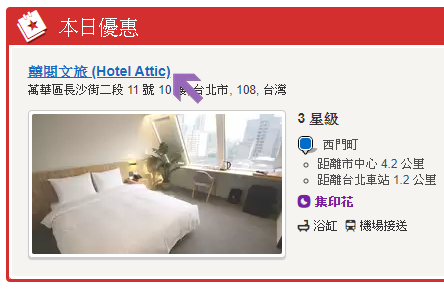 本日優惠
囍閱文旅 (Hotel Attic)
萬華區長沙街二段 11 號 10 台北市, 108, 台灣
3 星級
西門町
距離市中心 4.2 公里
距離台北車站 1.2 公里
集印花
浴缸 機場接送